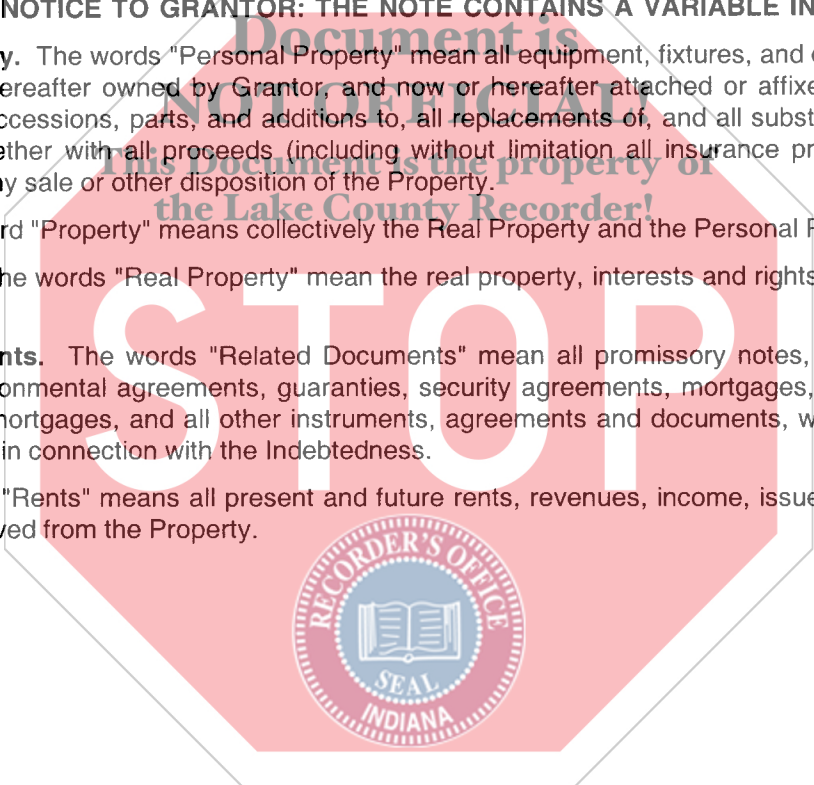 NOTICE TO GRANTOR: THE NOTE CONTAINS A VARIABLE IN
Document is
y. The words "Personal Property" mean all equipment, fixtures, and
ereafter owned by Grantor, and now or hereafter attached or affixe
NOT OFFICIAL!
ccessions, parts, and additions to, all replacements of, and all subst
ether with all proceeds (including without limitation all insurance pr
This Document is the property of
y sale or other disposition of the Property.
the Lake County Recorder!
rd "Property" means collectively the Real Property and the Personal P
he words "Real Property" mean the real property, interests and rights
STOP
nts. The words "Related Documents" mean all promissory notes,
onmental agreements, guaranties, security agreements, mortgages,
ortgages, and all other instruments, agreements and documents, w
in connection with the Indebtedness.
"Rents" means all present and future rents, revenues, income, issue
ved from the Property.
RECORDER'S OFFICE
SEAL
INDIANA